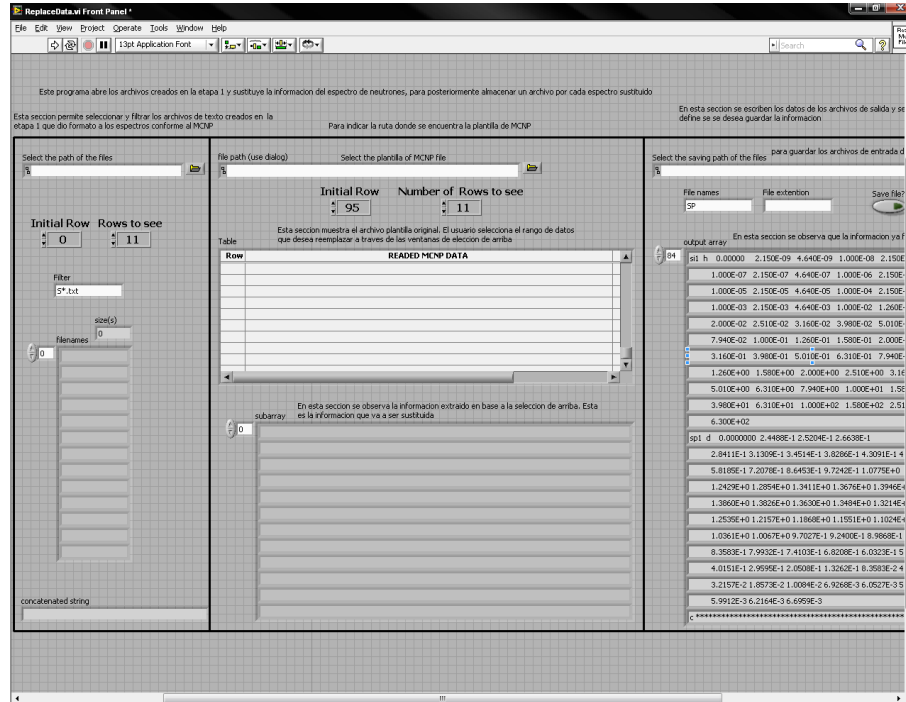 ReplaceData.vi Front Panel *
File Edit View Project Operate Tools Window Help
13pt Application Font
Search
Este programa abre los archivos creados en la etapa 1 y sustituye la informacion del espectro de neutrones, para posteriormente almacenar un archivo por cada espectro sustituido
Esta seccion permite seleccionar y filtrar los archivos de texto creados en la
etapa 1 que dio formato a los espectros conforme al MCNP
Para indicar la ruta donde se encuentra la plantilla de MCNP
En esta seccion se escriben los datos de los archivos de salida y se
define se se desea guardar la informacion
Select the path of the files
Initial Row Rows to see
0 11
Filter
S*.txt
size(s)
0
filenames
0
concatenated string
file path (use dialog) Select the plantilla of MCNP file
Initial Row Number of Rows to see
95 11
Esta seccion muestra el archivo plantilla original. El usuario selecciona el rango de datos
que desea reemplazar a traves de las ventanas de eleccion de arriba
Table
Row READED MCNP DATA
En esta seccion se observa la informacion extraido en base a la seleccion de arriba. Esta
es la informacion que va a ser sustituida
subarray
0
para guardar los archivos de entrada d
Select the saving path of the files
File names File extention Save file?
SP
En esta seccion se observa que la informacion ya f
output array
84
si1 h 0.00000 2.150E-09 4.640E-09 1.000E-08 2.150E
1.000E-07 2.150E-07 4.640E-07 1.000E-06 2.150E-
1.000E-05 2.150E-05 4.640E-05 1.000E-04 2.150E-
1.000E-03 2.150E-03 4.640E-03 1.000E-02 1.260E-
2.000E-02 2.510E-02 3.160E-02 3.980E-02 5.010E-
7.940E-02 1.000E-01 1.260E-01 1.580E-01 2.000E-
3.160E-01 3.980E-01 5.010E-01 6.310E-01 7.940E-
1.260E+00 1.580E+00 2.000E+00 2.510E+00 3.16
5.010E+00 6.310E+00 7.940E+00 1.000E+01 1.58
3.980E+01 6.310E+01 1.000E+02 1.580E+02 2.51
6.300E+02
sp1 d 0.0000000 2.4488E-1 2.5204E-1 2.6638E-1
2.8411E-1 3.1309E-1 3.4514E-1 3.8286E-1 4.3091E-1 4
5.8185E-1 7.2078E-1 8.6453E-1 9.7242E-1 1.0775E+0
1.2429E+0 1.2854E+0 1.3411E+0 1.3676E+0 1.3946E+
1.3860E+0 1.3826E+0 1.3630E+0 1.3484E+0 1.3214E+
1.2535E+0 1.2157E+0 1.1868E+0 1.1551E+0 1.1024E+
1.0361E+0 1.0067E+0 9.7027E-1 9.2400E-1 8.9868E-1
8.3583E-1 7.9932E-1 7.4103E-1 6.8208E-1 6.0323E-1 5
4.0151E-1 2.9595E-1 2.0508E-1 1.3262E-1 8.3583E-2 4
3.2157E-2 1.8573E-2 1.0084E-2 6.9268E-3 6.0527E-3 5
5.9912E-3 6.2164E-3 6.6959E-3